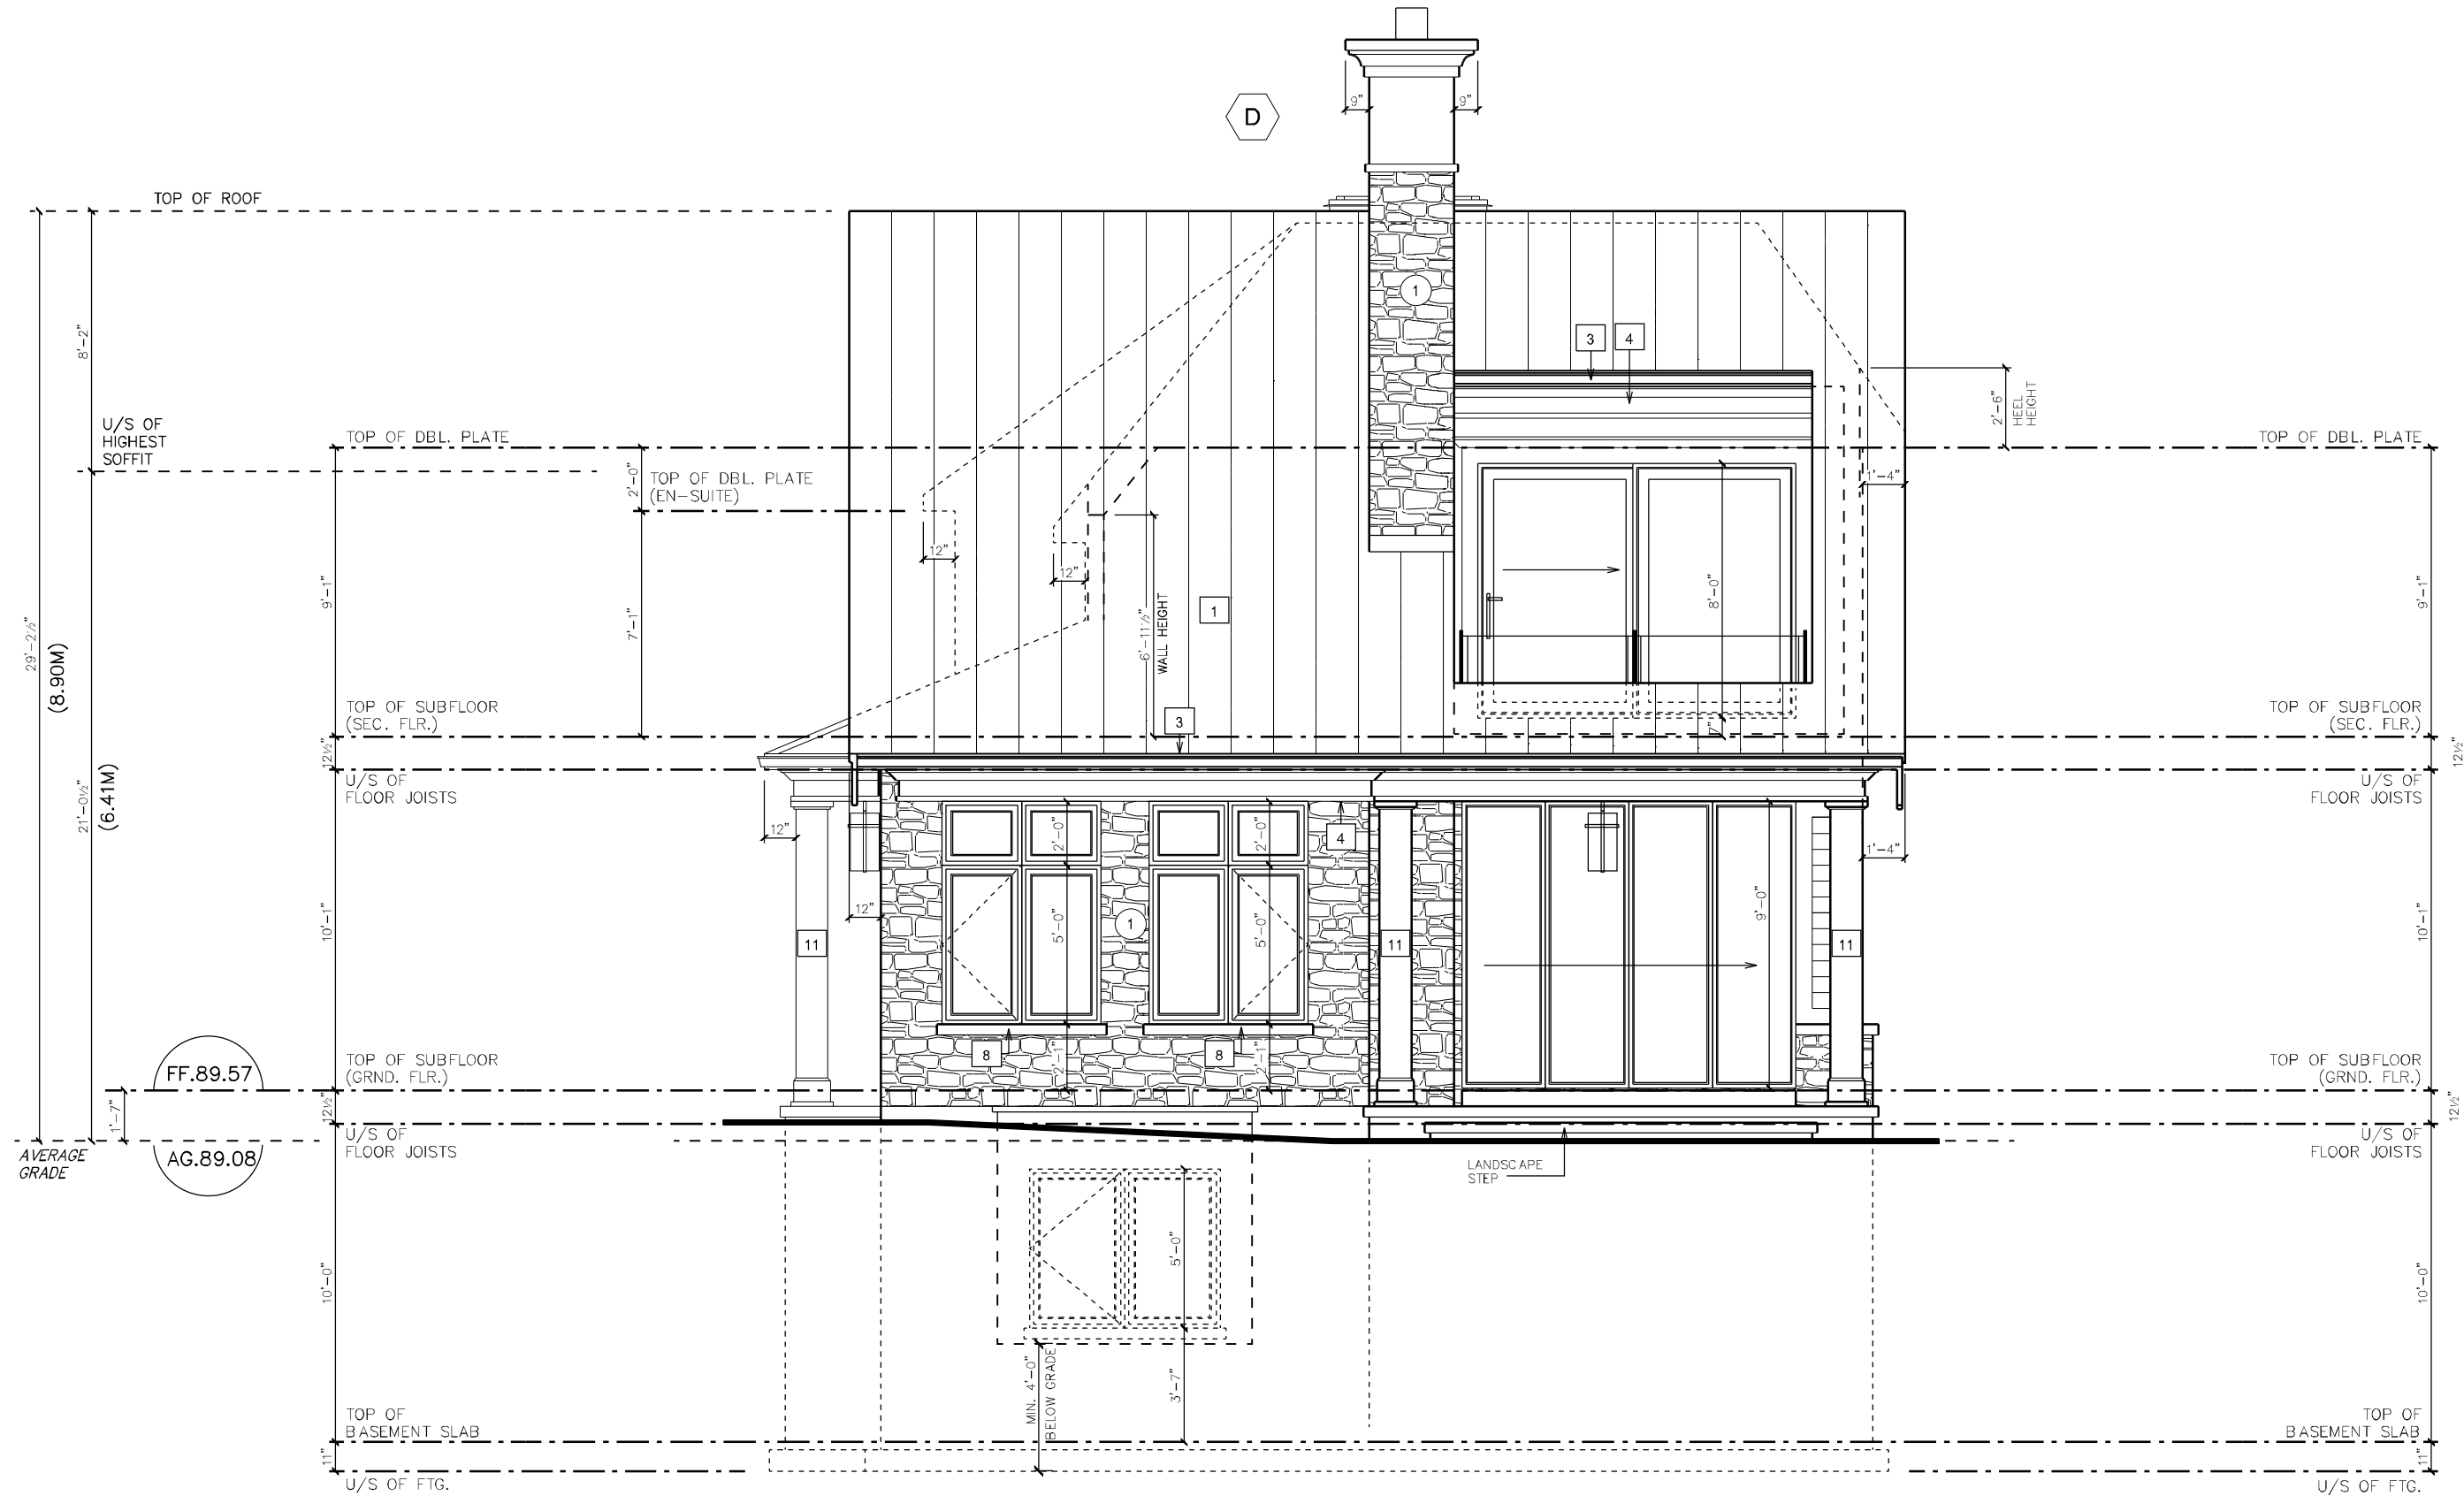 D
9"
9"
TOP OF ROOF
1
3
4
8'-2"
2'-6"
HEEL
HEIGHT
U/S OF
HIGHEST
SOFFIT
TOP OF DBL. PLATE
TOP OF DBL. PLATE
2'-0"
TOP OF DBL. PLATE
(EN-SUITE)
1'-4"
12"
12"
9'-1"
7'-1"
6'-11½"
WALL HEIGHT
1
8'-0"
9'-1"
29'-2½"
(8.90M)
TOP OF SUBFLOOR
(SEC. FLR.)
3
7"
TOP OF SUBFLOOR
(SEC. FLR.)
12½"
12½"
21'-0½"
(6.41M)
U/S OF
FLOOR JOISTS
U/S OF
FLOOR JOISTS
12"
2'-0"
2'-0"
4
1'-4"
12"
10'-1"
11
5'-0"
1
5'-0"
11
9'-0"
11
10'-1"
FF.89.57
TOP OF SUBFLOOR
(GRND. FLR.)
8
2'-1"
8
2'-1"
TOP OF SUBFLOOR
(GRND. FLR.)
1'-7"
12½"
12½"
AVERAGE
GRADE
AG.89.08
U/S OF
FLOOR JOISTS
LANDSCAPE
STEP
U/S OF
FLOOR JOISTS
10'-0"
5'-0"
10'-0"
MIN. 4'-0"
BELOW GRADE
3'-7"
TOP OF
BASEMENT SLAB
TOP OF
BASEMENT SLAB
11"
11"
U/S OF FTG.
U/S OF FTG.